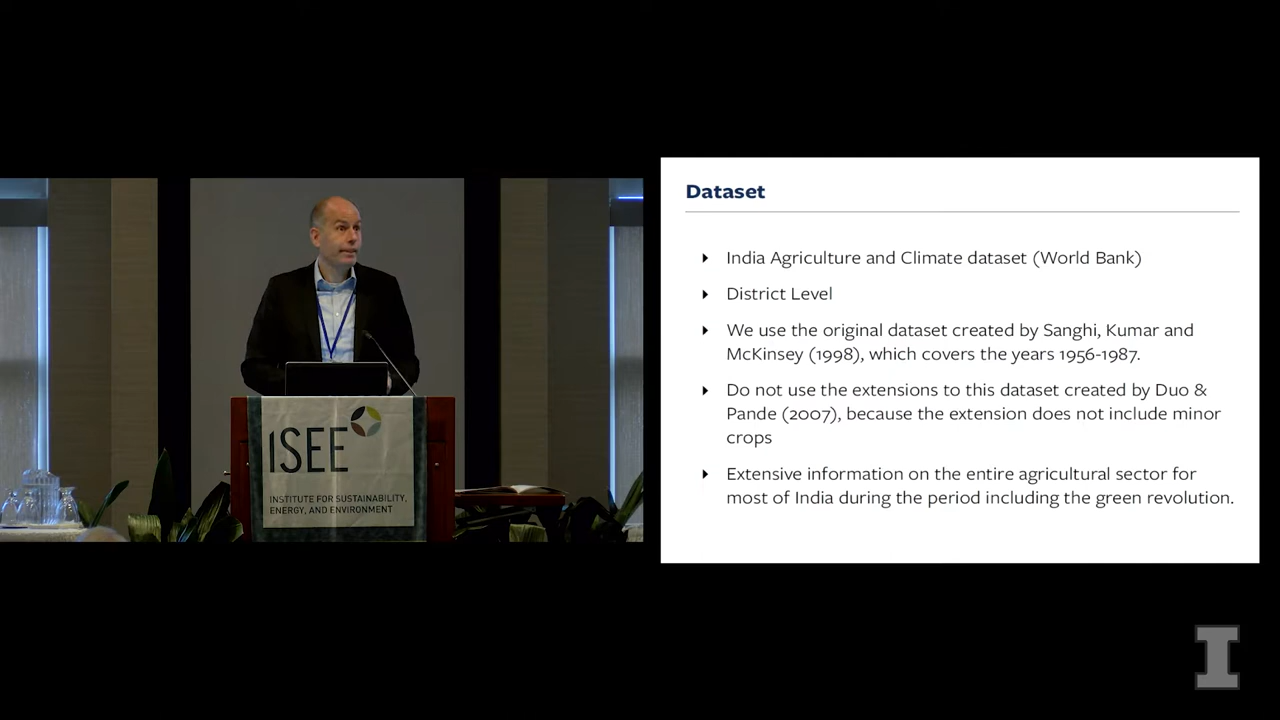 ISEE
INSTITUTE FOR SUSTAINABILITY,
ENERGY, AND ENVIRONMENT
Dataset
India Agriculture and Climate dataset (World Bank)
District Level
We use the original dataset created by Sanghi, Kumar and
McKinsey (1998), which covers the years 1956-1987.
Do not use the extensions to this dataset created by Duo &
Pande (2007), because the extension does not include minor
crops
Extensive information on the entire agricultural sector for
most of India during the period including the green revolution.
I